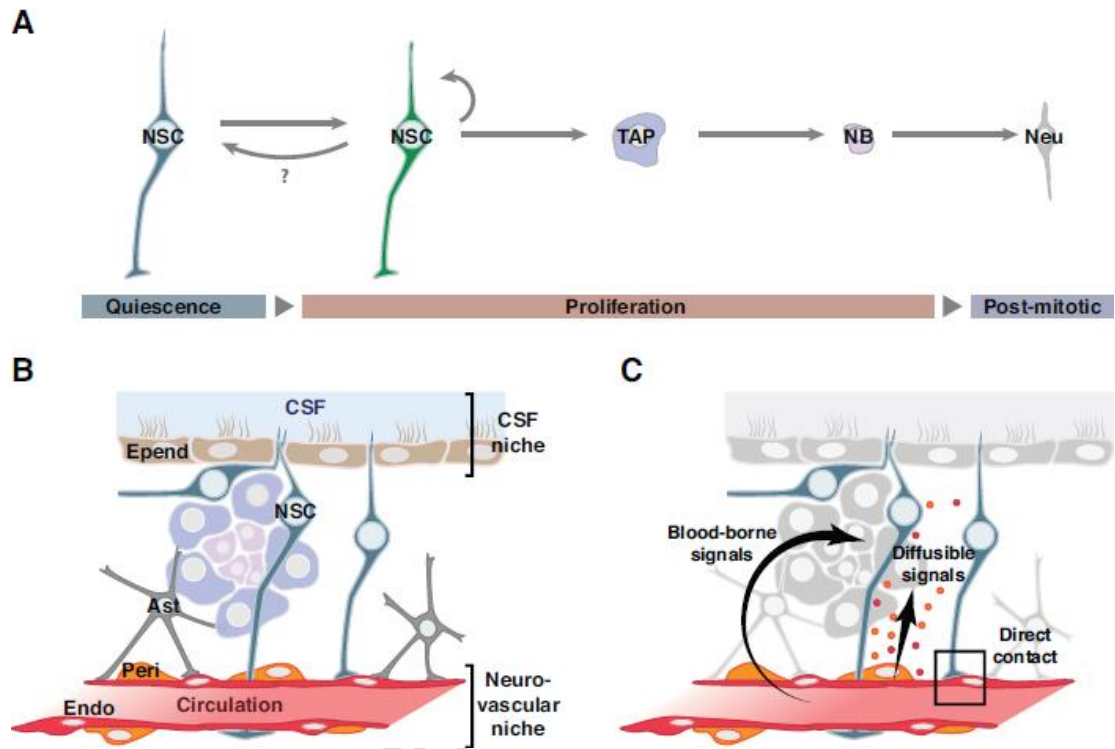 A
NSC
NSC
TAP
NB
Neu
?
Quiescence
Proliferation
Post-mitotic
B
CSF
CSF
niche
Epend
NSC
Ast
Peri
Endo
Circulation
Neuro-
vascular
niche
C
Blood-borne
signals
Diffusible
signals
Direct
contact